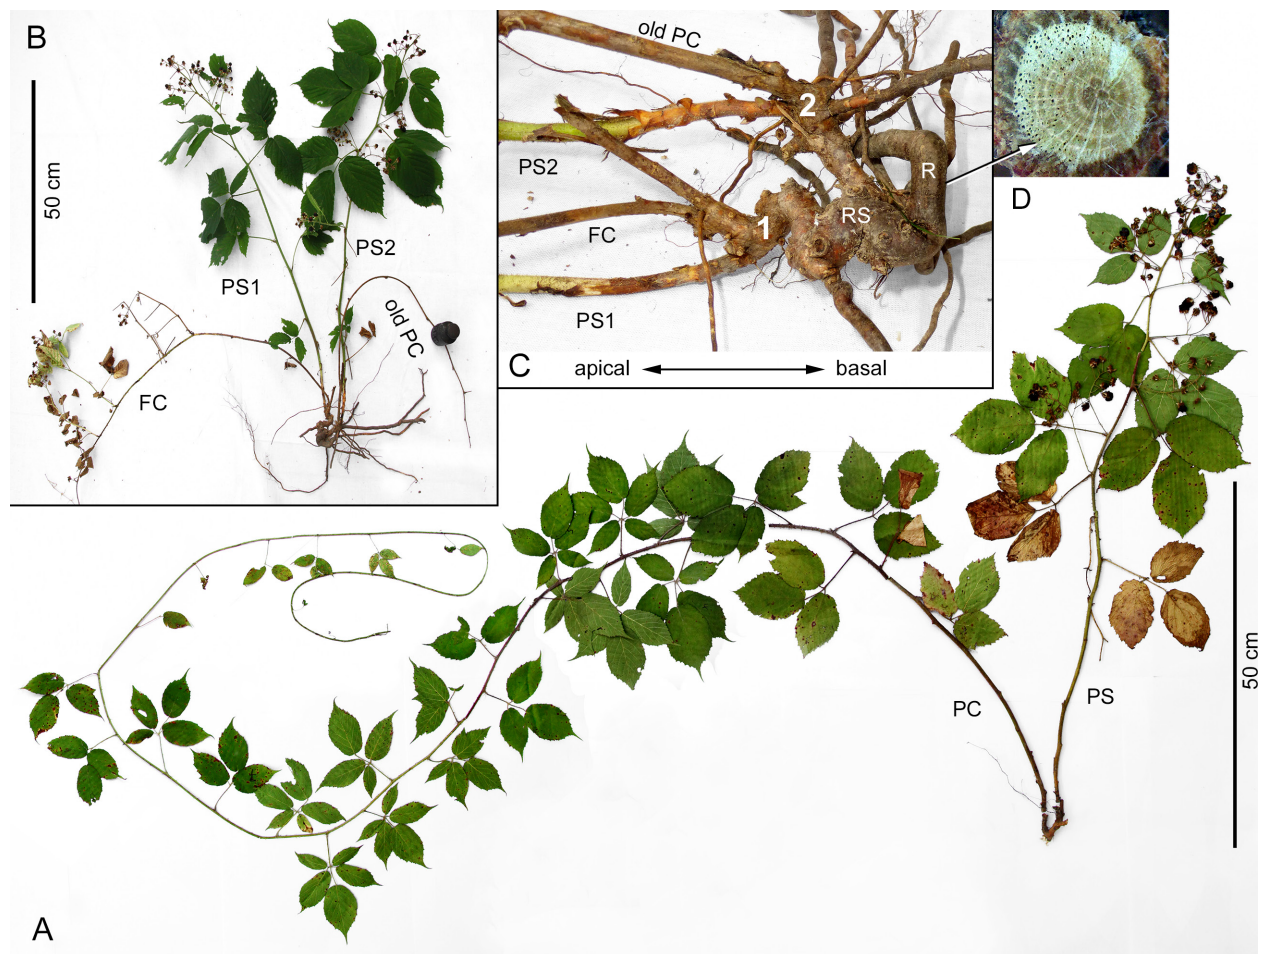 B
50 cm
PS1
PS2
old PC
FC
old PC
2
PS2
R
RS
1
FC
PS1
C
apical
basal
D
50 cm
PC
PS
A